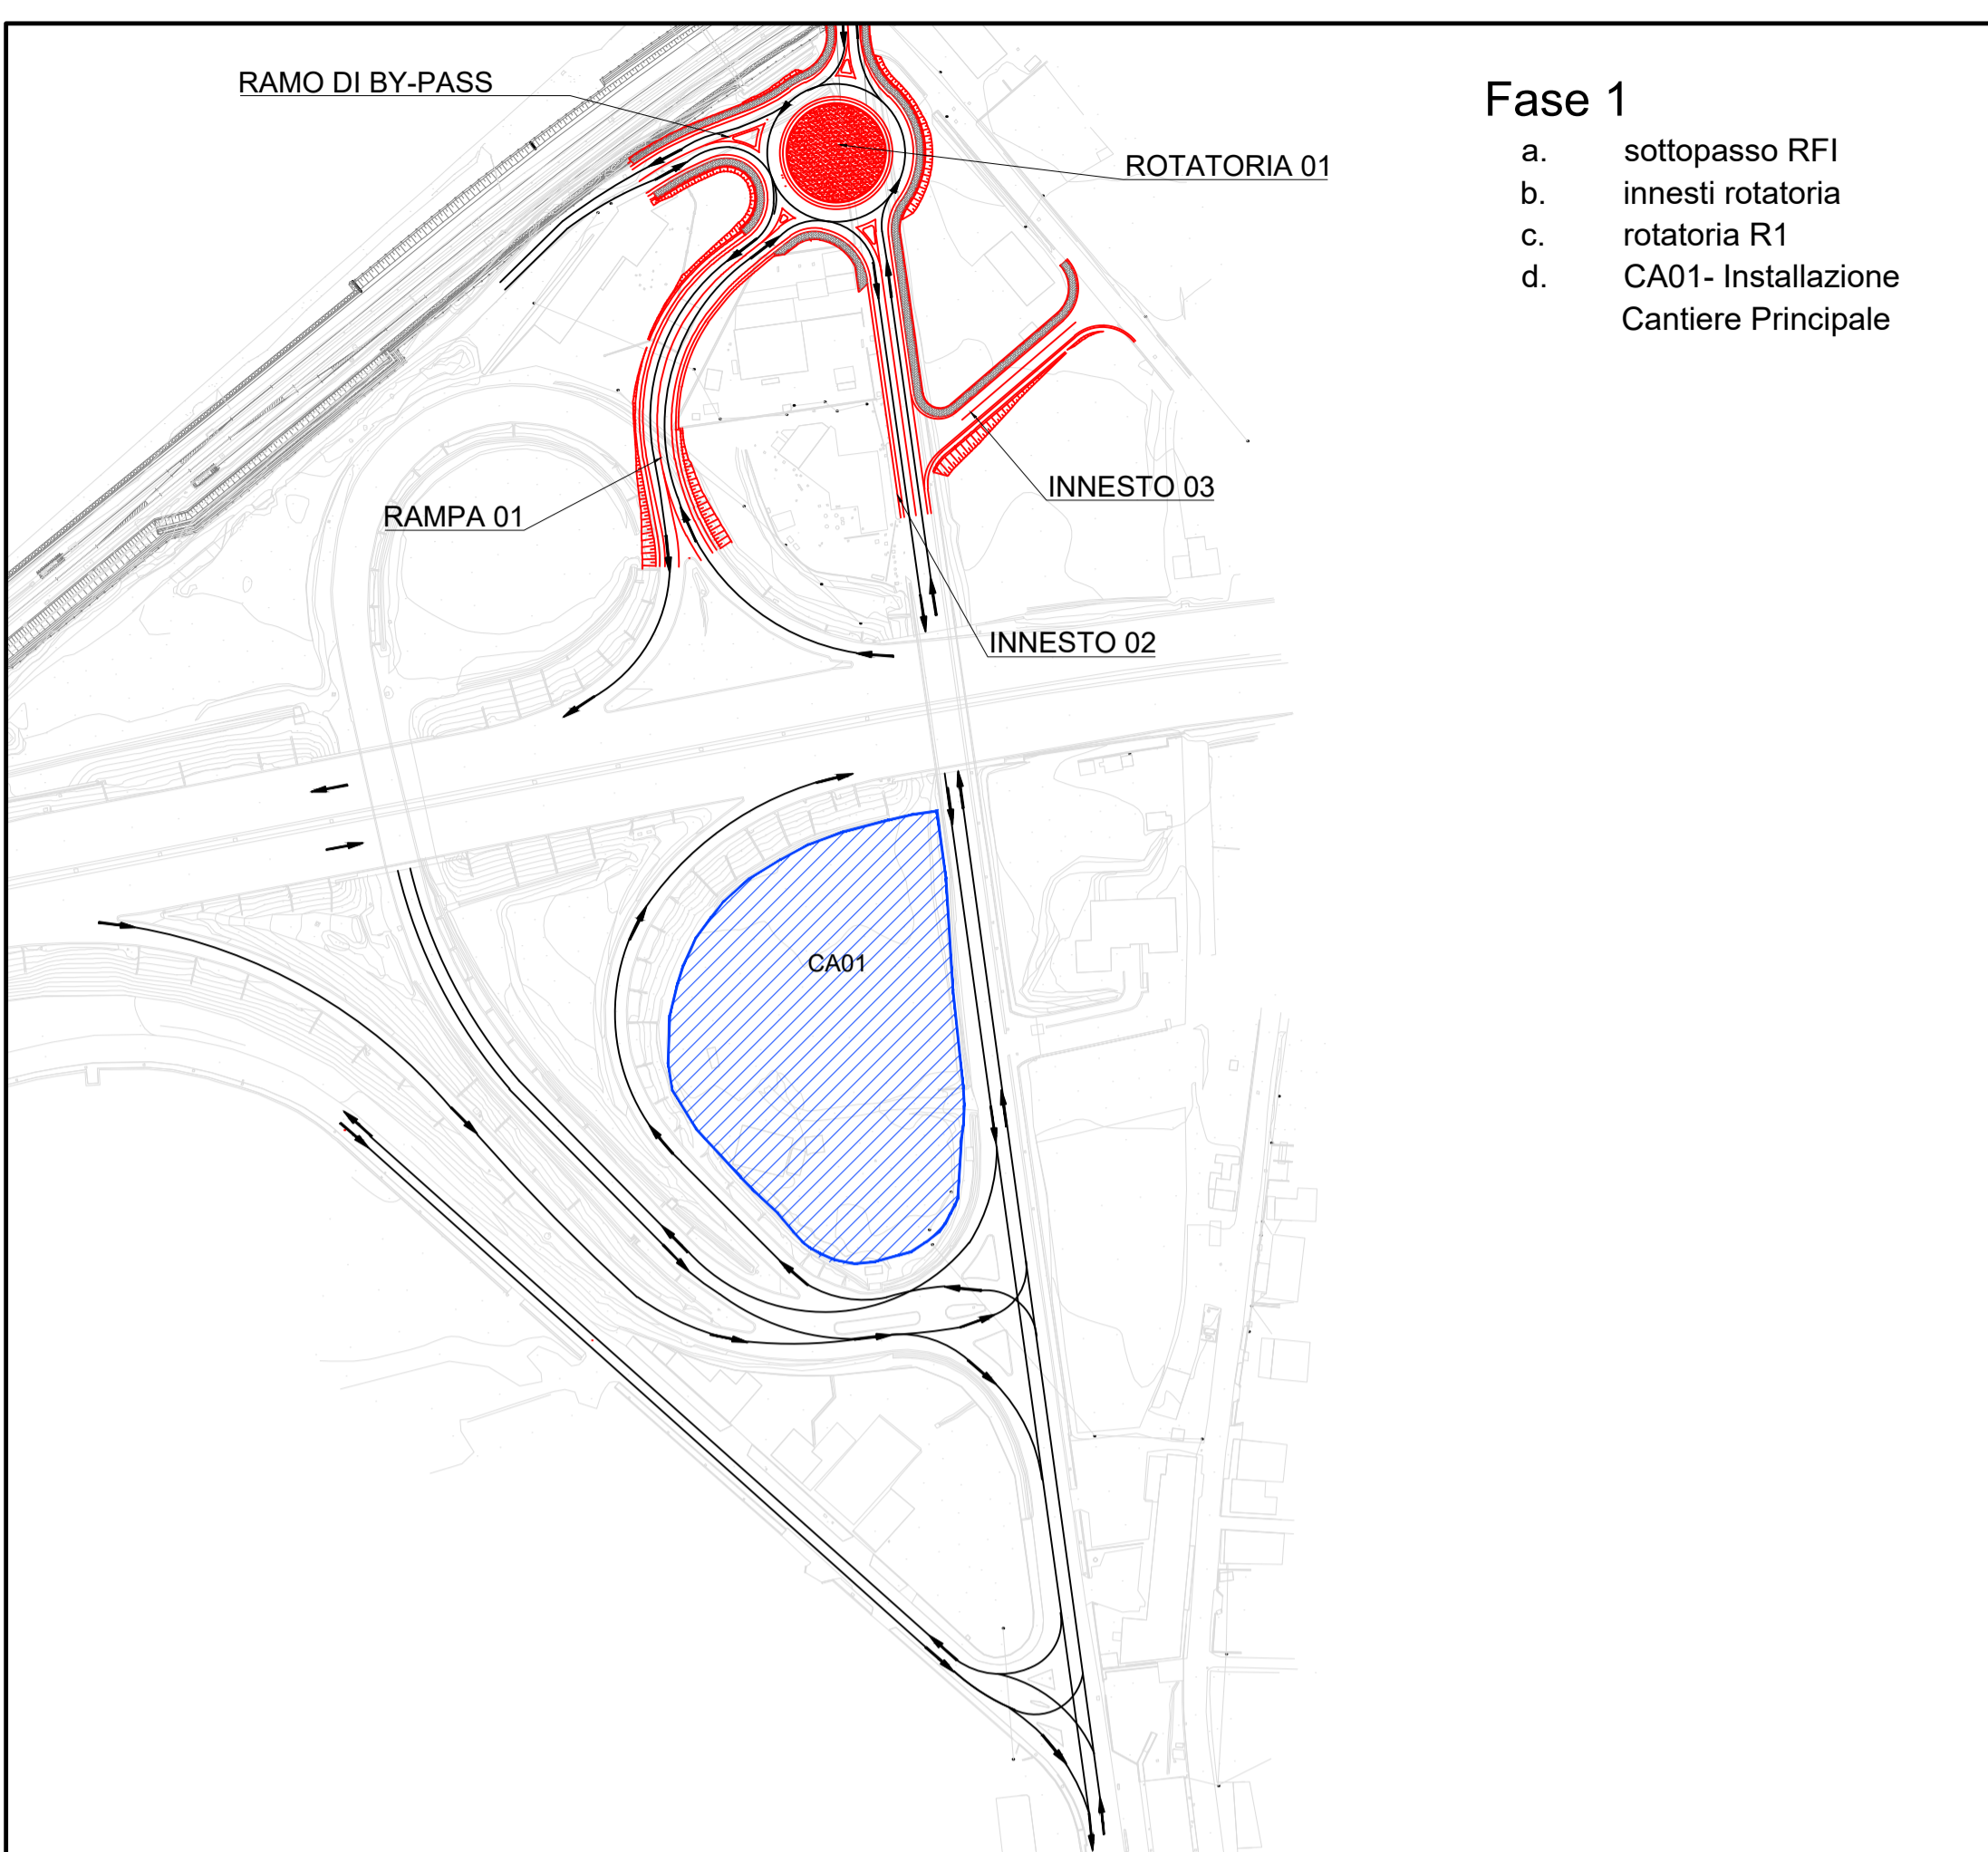 RAMO DI BY-PASS
ROTATORIA 01
Fase 1
a. sottopasso RFI
b. innesti rotatoria
c. rotatoria R1
d. CA01- Installazione
Cantiere Principale
INNESTO 03
RAMPA 01
INNESTO 02
CA01